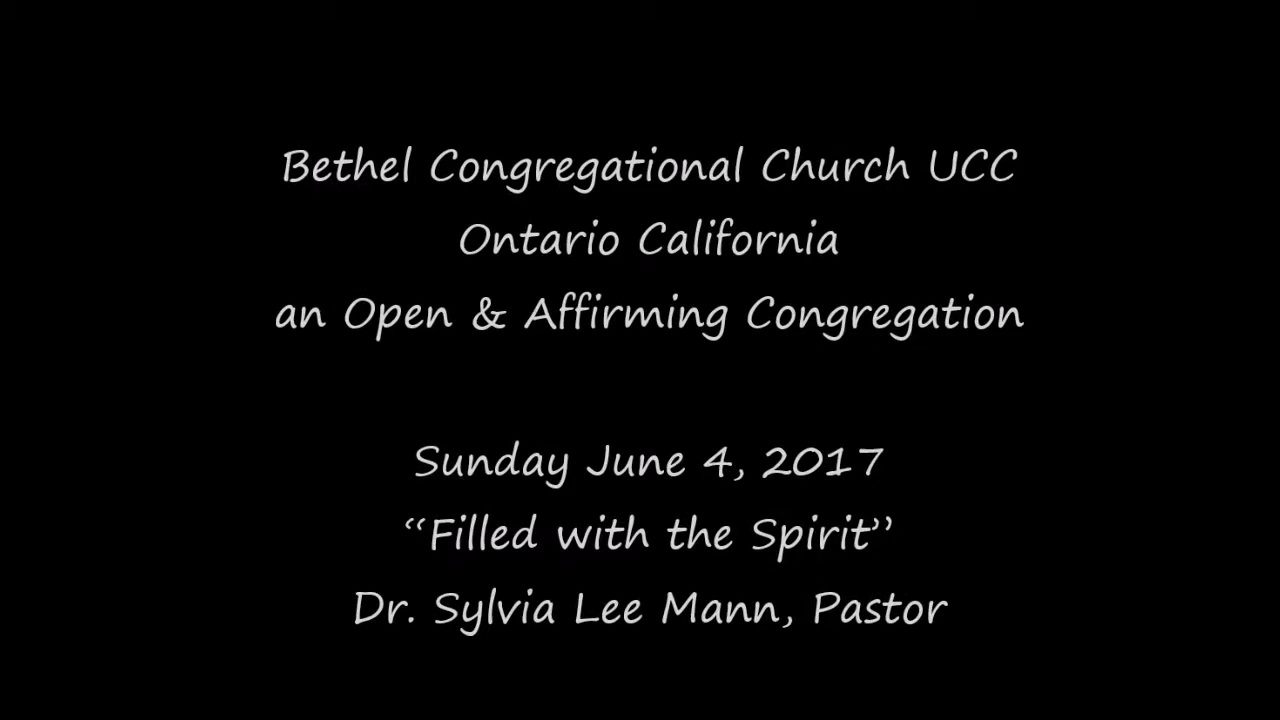 Bethel Congregational Church UCC
Ontario California
an Open & Affirming Congregation
Sunday June 4, 2017
“Filled with the Spirit”
Dr. Sylvia Lee Mann, Pastor